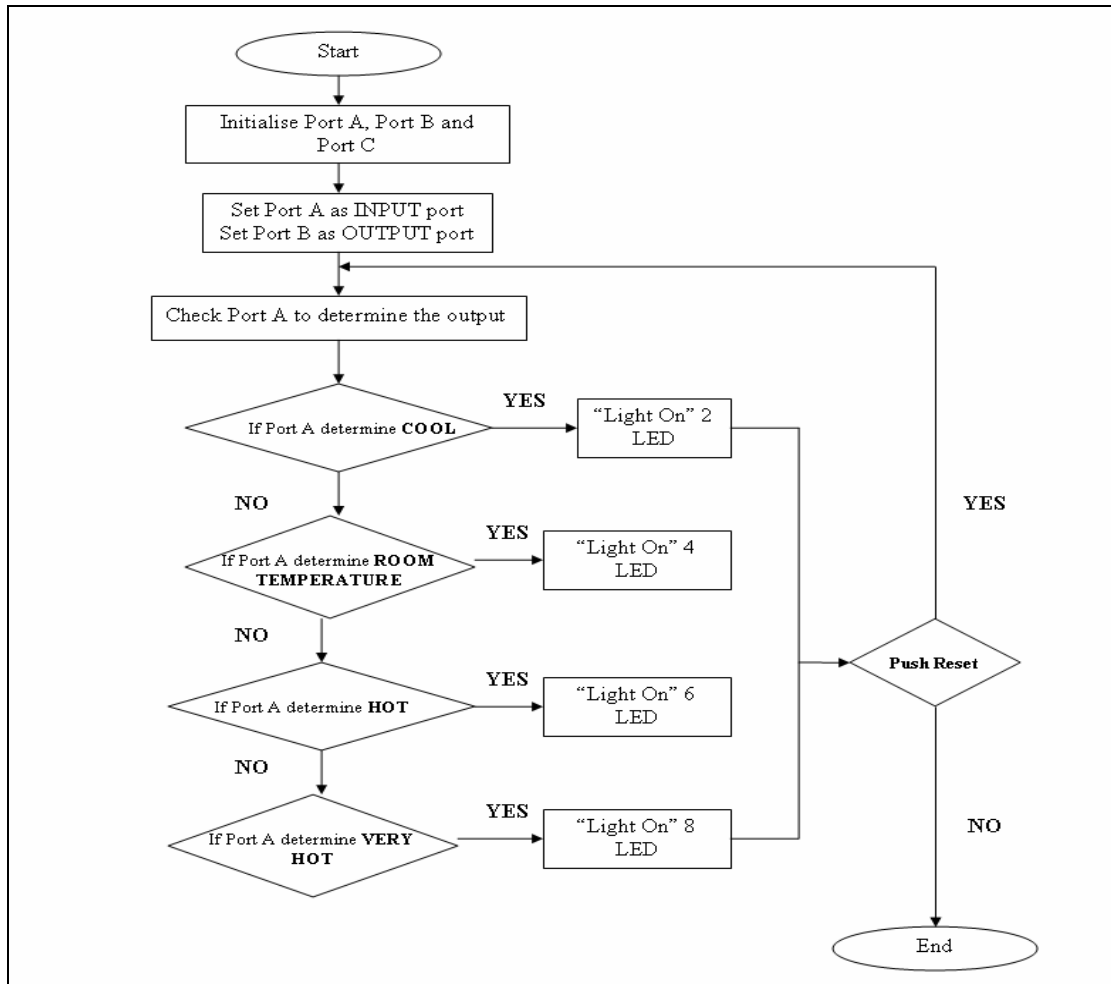 Start
Initialise Port A, Port B and
Port C
Set Port A as INPUT port
Set Port B as OUTPUT port
Check Port A to determine the output
If Port A determine COOL
YES
“Light On” 2
LED
NO
If Port A determine ROOM
TEMPERATURE
YES
“Light On” 4
LED
NO
If Port A determine HOT
YES
“Light On” 6
LED
NO
If Port A determine VERY
HOT
YES
“Light On” 8
LED
Push Reset
YES
NO
End